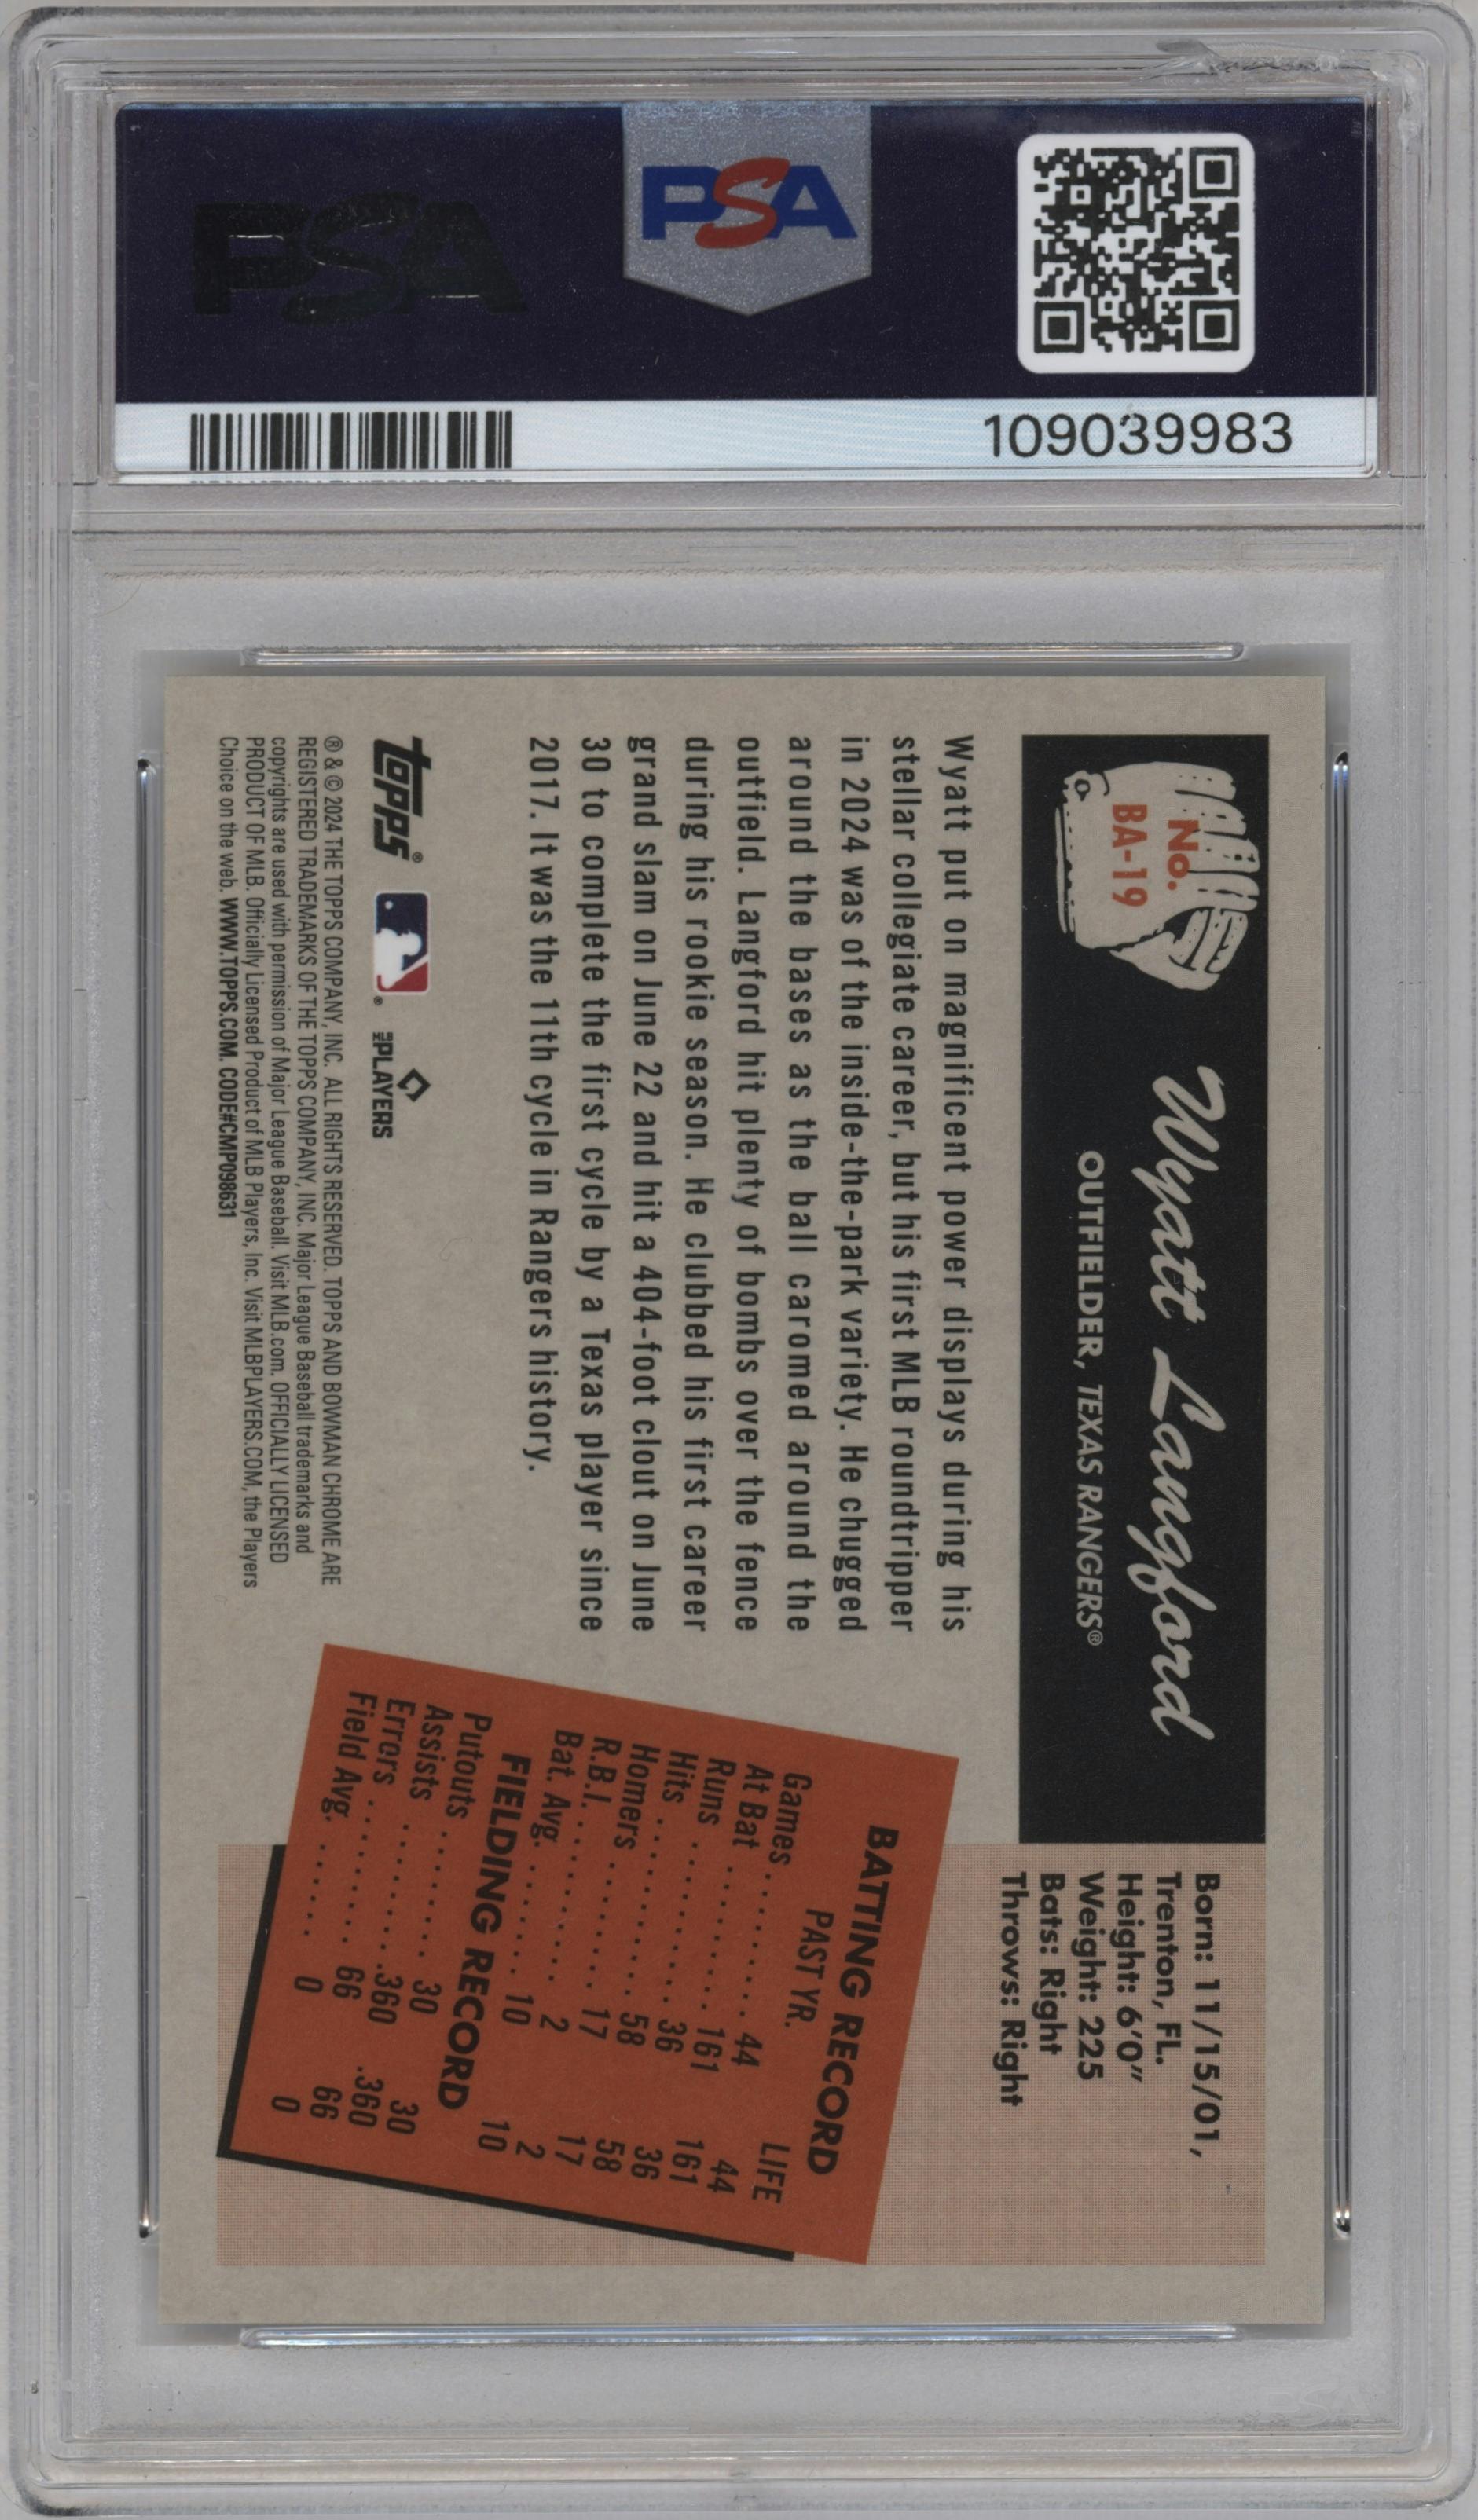 PSA
PSA
109039983
No.
BA-19
Wyatt Langford
OUTFIELDER, TEXAS RANGERS®
Born: 11/15/01,
Trenton, FL.
Height: 6'0"
Weight: 225
Bats: Right
Throws: Right
Wyatt put on magnificent power displays during his
stellar collegiate career, but his first MLB roundtripper
in 2024 was of the inside-the-park variety. He chugged
around the bases as the ball caromed around the
outfield. Langford hit plenty of bombs over the fence
during his rookie season. He clubbed his first career
grand slam on June 22 and hit a 404-foot clout on June
30 to complete the first cycle by a Texas player since
2017. It was the 11th cycle in Rangers history.
BATTING RECORD
PAST YR. LIFE
Games . . . . . . . . . . 44 44
At Bat . . . . . . . . . . 161 161
Runs . . . . . . . . . . 36 36
Hits . . . . . . . . . . . 58 58
Homers . . . . . . . . 17 17
R.B.I. . . . . . . . . . . 2 2
Bat. Avg. . . . . . . . . 10 10
FIELDING RECORD
Putouts . . . . . . . . . 30 30
Assists . . . . . . . . .360 .360
Errors . . . . . . . . . . 66 66
Field Avg. . . . . . . . 0 0
topps® ® MLB PLAYERS
® & © 2024 THE TOPPS COMPANY, INC. ALL RIGHTS RESERVED. TOPPS AND BOWMAN CHROME ARE
REGISTERED TRADEMARKS OF THE TOPPS COMPANY, INC. Major League Baseball trademarks and
copyrights are used with permission of Major League Baseball. Visit MLB.com. OFFICIALLY LICENSED
PRODUCT OF MLB. Officially Licensed Product of MLB Players, Inc. Visit MLBPLAYERS.COM, the Players
Choice on the web. WWW.TOPPS.COM. CODE#CMP098631